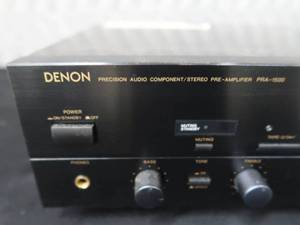 DENON PRECISION AUDIO COMPONENT/STEREO PRE-AMPLIFIER PRA-1500
POWER
ON/STANDBY OFF
MUTING
PHONES BASS TONE TREBLE